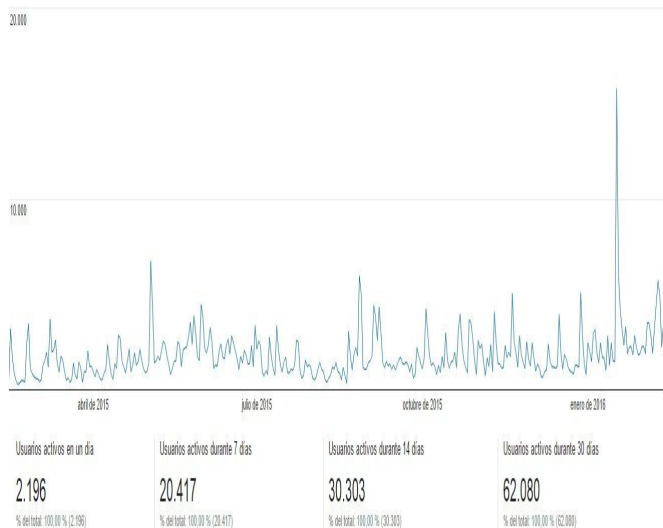 20.000
10.000
abril de 2015
julio de 2015
octubre de 2015
enero de 2016
Usuarios activos en un día
2.196
% del total: 100,00 % (2.196)
Usuarios activos durante 7 días
20.417
% del total: 100,00 % (20.417)
Usuarios activos durante 14 días
30.303
% del total: 100,00 % (30.303)
Usuarios activos durante 30 días
62.080
% del total: 100,00 % (62.080)